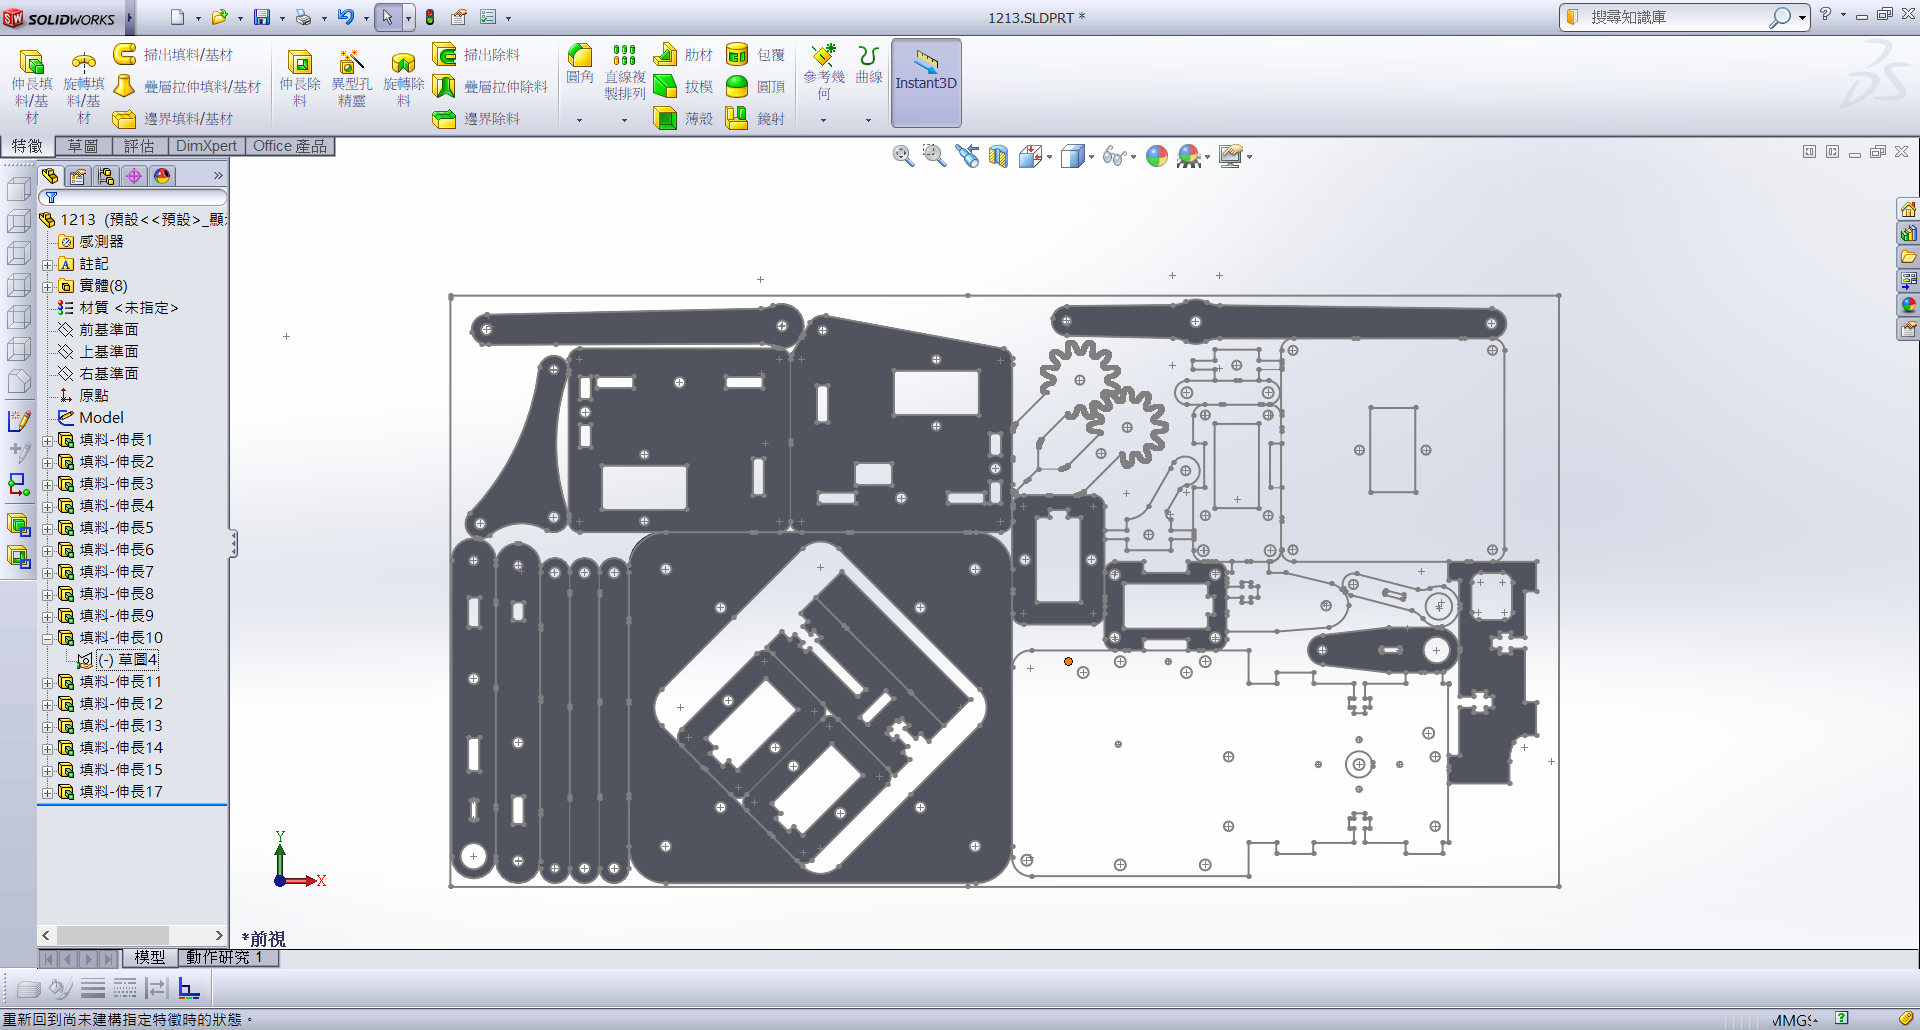 SOLIDWORKS
1213.SLDPRT *
搜尋知識庫
伸長填料/基材
旋轉填料/基材
掃出填料/基材
疊層拉伸填料/基材
邊界填料/基材
伸長除料
異型孔精靈
旋轉除料
掃出除料
疊層拉伸除料
邊界除料
圓角
直線複製排列
肋材
拔模
薄殼
包覆
圓頂
鏡射
參考幾何
曲線
Instant3D
特徵
草圖
評估
DimXpert
Office 產品
1213 (預設<<預設>_顯
感測器
註記
實體(8)
材質 <未指定>
前基準面
上基準面
右基準面
原點
Model
填料-伸長1
填料-伸長2
填料-伸長3
填料-伸長4
填料-伸長5
填料-伸長6
填料-伸長7
填料-伸長8
填料-伸長9
填料-伸長10
(-) 草圖4
填料-伸長11
填料-伸長12
填料-伸長13
填料-伸長14
填料-伸長15
填料-伸長17
Y
X
*前視
模型
動作研究 1
重新回到尚未建構指定特徵時的狀態。
MMGS